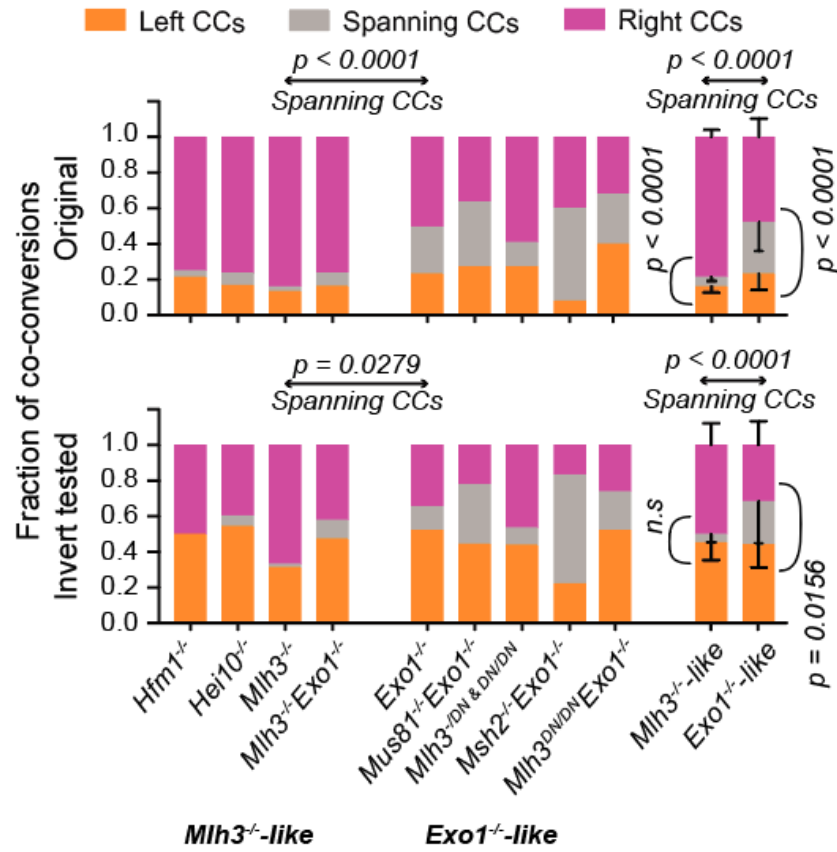 Left CCs Spanning CCs Right CCs
p < 0.0001
Spanning CCs
p < 0.0001
Spanning CCs
Fraction of co-conversions
Original
1.0
0.8
0.6
0.4
0.2
0.0
p < 0.0001
p < 0.0001
p = 0.0279
Spanning CCs
p < 0.0001
Spanning CCs
Invert tested
1.0
0.8
0.6
0.4
0.2
0.0
n.s
p = 0.0156
Hfm1-/-
Hei10-/-
Mlh3-/-
Mlh3-/-Exo1-/-
Exo1-/-
Mus81-/-Exo1-/-
Mlh3-/DN & DN/DN
Msh2-/-Exo1-/-
Mlh3DN/DNExo1-/-
Mlh3-/--like
Exo1-/--like
Mlh3-/--like Exo1-/--like